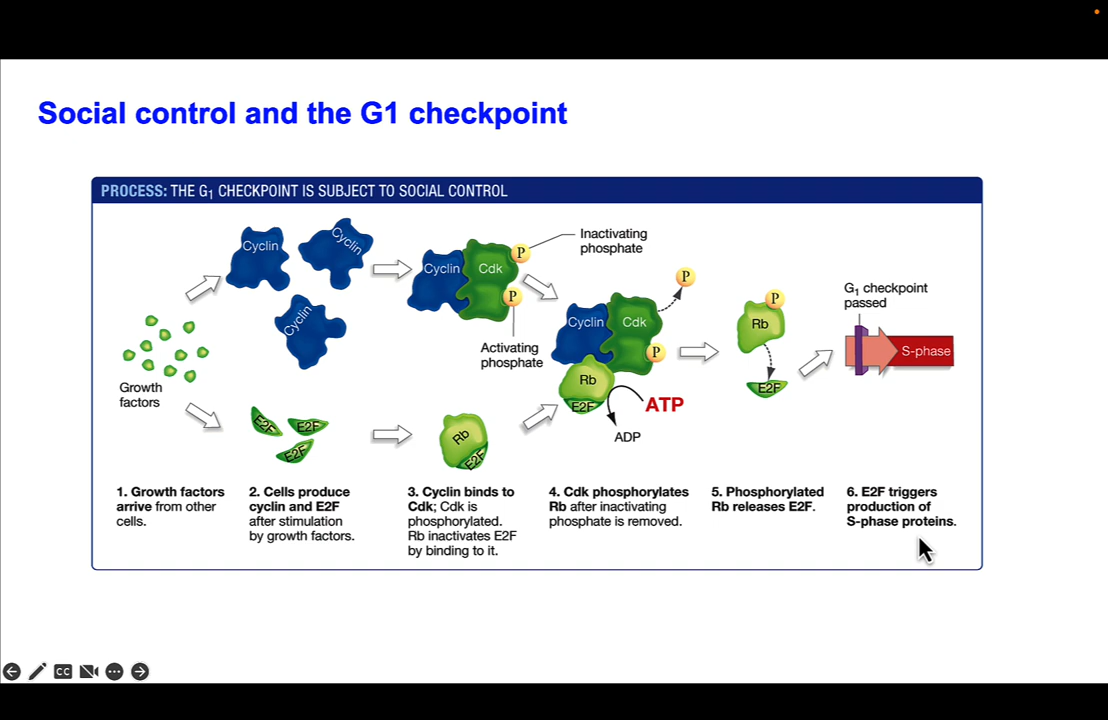 Social control and the G1 checkpoint
PROCESS: THE G₁ CHECKPOINT IS SUBJECT TO SOCIAL CONTROL
Cyclin
Cyclin
Cyclin
Cyclin
Cdk
P
P
Inactivating
phosphate
Activating
phosphate
Growth
factors
E2F
E2F
E2F
Rb
E2F
Cyclin
Cdk
P
P
Rb
E2F
ATP
ADP
P
Rb
E2F
G₁ checkpoint
passed
S-phase
1. Growth factors
arrive from other
cells.
2. Cells produce
cyclin and E2F
after stimulation
by growth factors.
3. Cyclin binds to
Cdk; Cdk is
phosphorylated.
Rb inactivates E2F
by binding to it.
4. Cdk phosphorylates
Rb after inactivating
phosphate is removed.
5. Phosphorylated
Rb releases E2F.
6. E2F triggers
production of
S-phase proteins.
CC